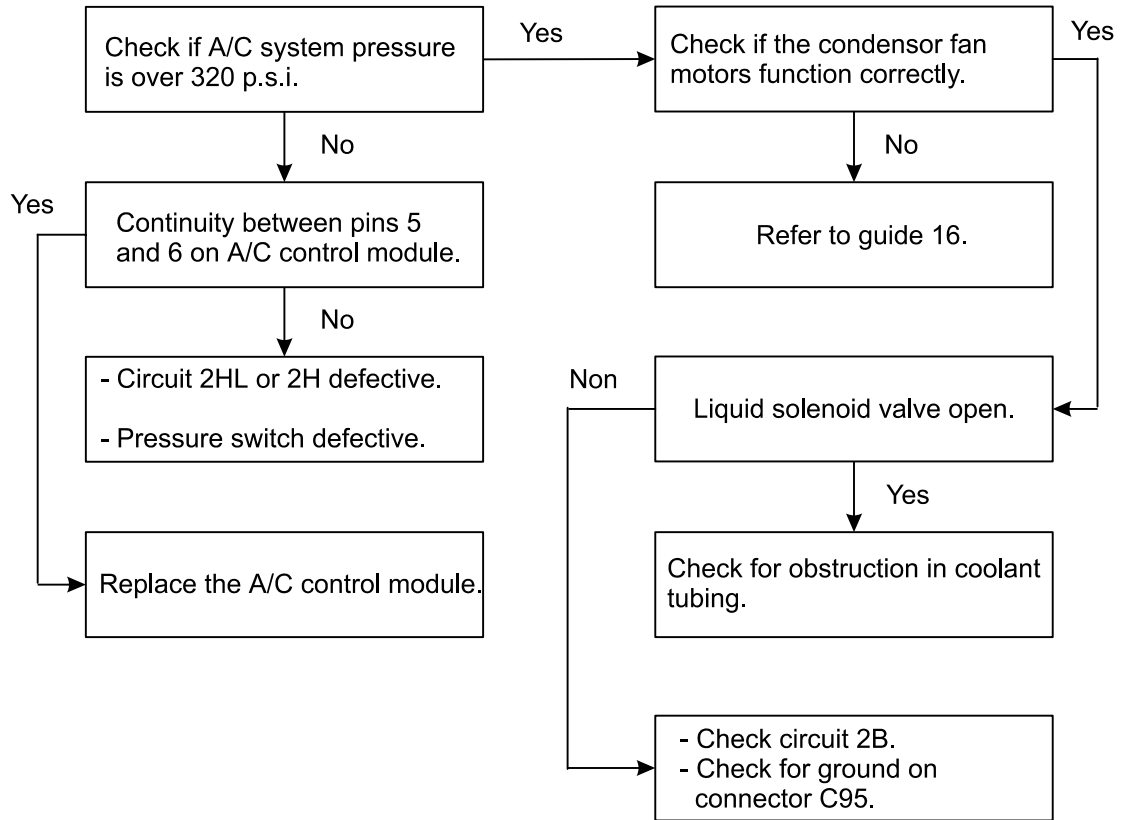 Check if A/C system pressure
is over 320 p.s.i.
Yes
Check if the condensor fan
motors function correctly.
Yes
No
No
Yes
Continuity between pins 5
and 6 on A/C control module.
Refer to guide 16.
No
- Circuit 2HL or 2H defective.
- Pressure switch defective.
Non
Liquid solenoid valve open.
Yes
Replace the A/C control module.
Check for obstruction in coolant
tubing.
- Check circuit 2B.
- Check for ground on
connector C95.